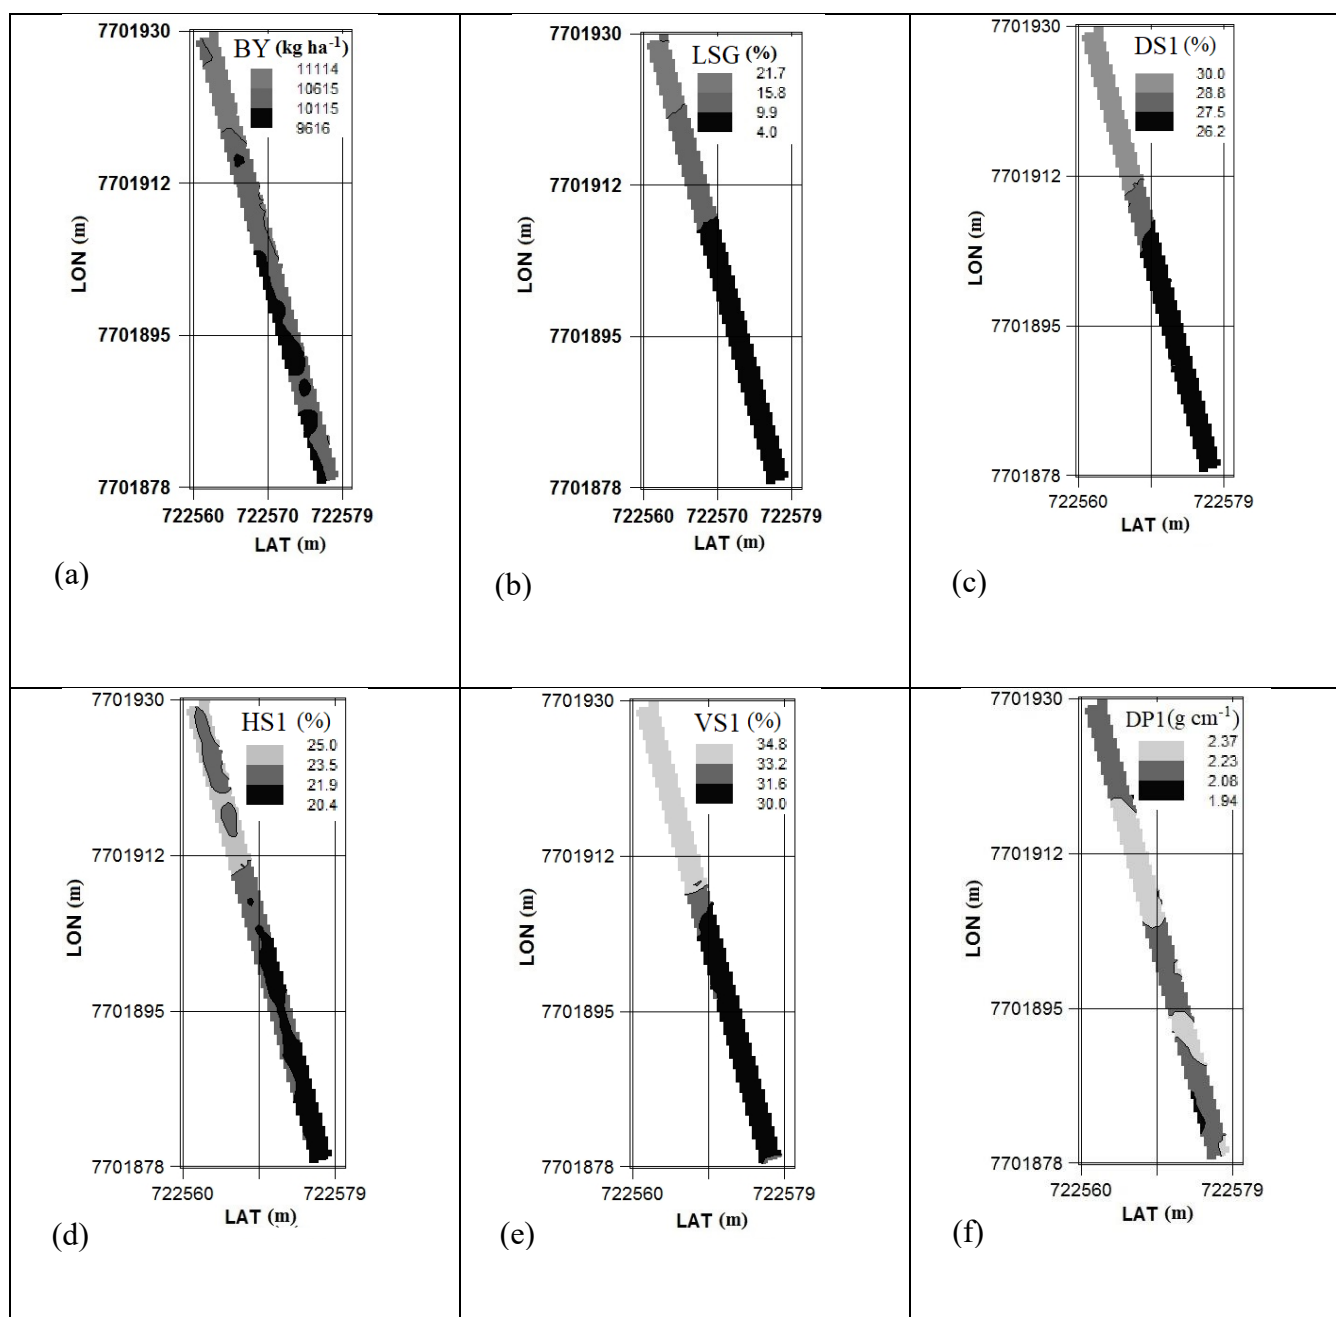 BY (kg ha-1)
11114
10615
10115
9616
7701930
7701912
7701895
7701878
LON (m)
722560 722570 722579
LAT (m)
(a)
LSG (%)
21.7
15.8
9.9
4.0
7701930
7701912
7701895
7701878
LON (m)
722560 722570 722579
LAT (m)
(b)
DS1 (%)
30.0
28.8
27.5
26.2
7701930
7701912
7701895
7701878
LON (m)
722560 722579
LAT (m)
(c)
HS1 (%)
25.0
23.5
21.9
20.4
7701930
7701912
7701895
7701878
LON (m)
722560 722579
LAT (m)
(d)
VS1 (%)
34.8
33.2
31.6
30.0
7701930
7701912
7701895
7701878
LON (m)
722560 722579
LAT (m)
(e)
DP1(g cm-1)
2.37
2.23
2.08
1.94
7701930
7701912
7701895
7701878
LON (m)
722560 722579
LAT (m)
(f)